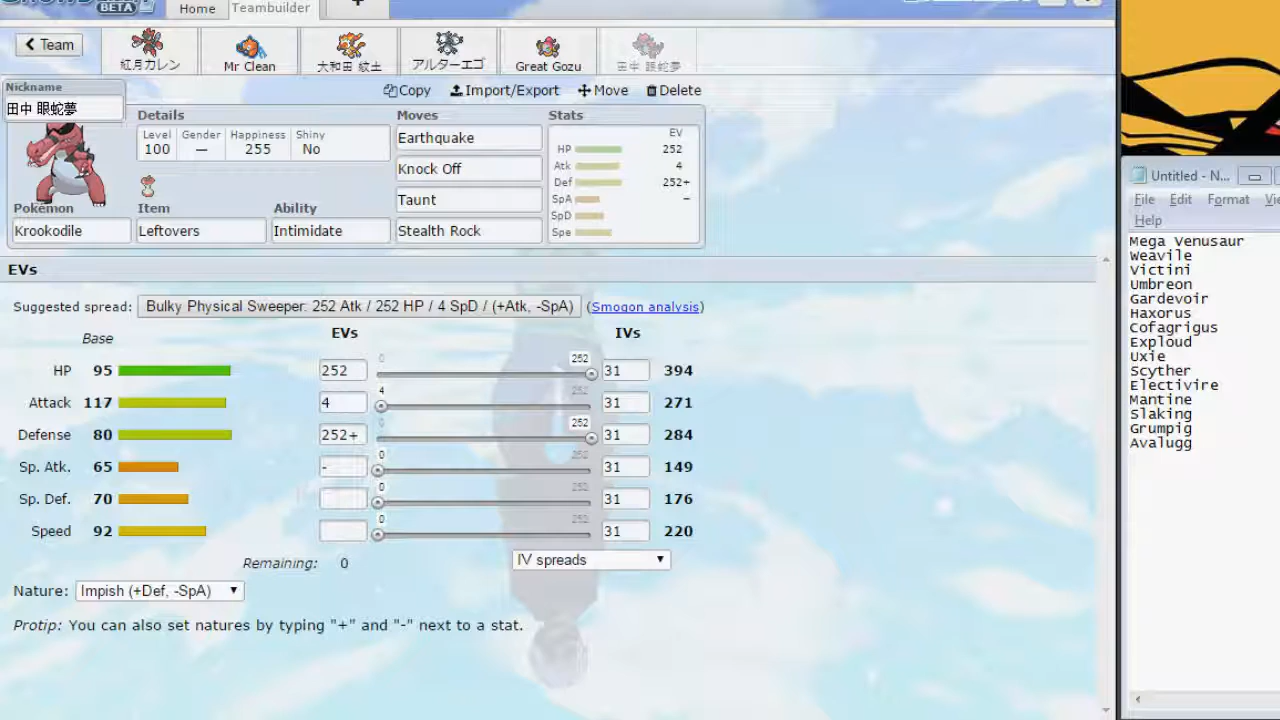 BETA
Home
Teambuilder
+
Team
紅月カレン
Mr Clean
大和田 紋土
アルターエゴ
Great Gozu
田中 眼蛇夢
Nickname
田中 眼蛇夢
Copy
Import/Export
Move
Delete
Details
Moves
Stats
Level
Gender
Happiness
Shiny
100
—
255
No
Pokémon
Krookodile
Item
Leftovers
Ability
Intimidate
Earthquake
Knock Off
Taunt
Stealth Rock
EV
HP 252
Atk 4
Def 252+
SpA –
SpD
Spe
EVs
Suggested spread: Bulky Physical Sweeper: 252 Atk / 252 HP / 4 SpD / (+Atk, -SpA) (Smogon analysis)
Base EVs IVs
0 252
HP 95 252 31 394
4 252
Attack 117 4 31 271
0 252
Defense 80 252+ 31 284
0 252
Sp. Atk. 65 - 31 149
0 252
Sp. Def. 70 31 176
0 252
Speed 92 31 220
Remaining: 0
IV spreads
Nature: Impish (+Def, -SpA)
Protip: You can also set natures by typing "+" and "-" next to a stat.
Untitled - N...
File Edit Format
Help
Mega Venusaur
Weavile
Victini
Umbreon
Gardevoir
Haxorus
Cofagrigus
Exploud
Uxie
Scyther
Electivire
Mantine
Slaking
Grumpig
Avalugg